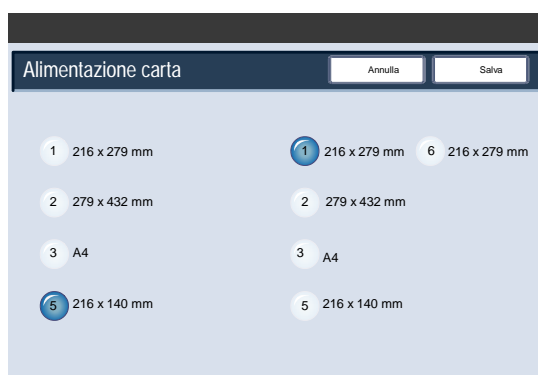 Alimentazione carta Annulla Salva
1 216 x 279 mm 1 216 x 279 mm 6 216 x 279 mm
2 279 x 432 mm 2 279 x 432 mm
3 A4 3 A4
5 216 x 140 mm 5 216 x 140 mm